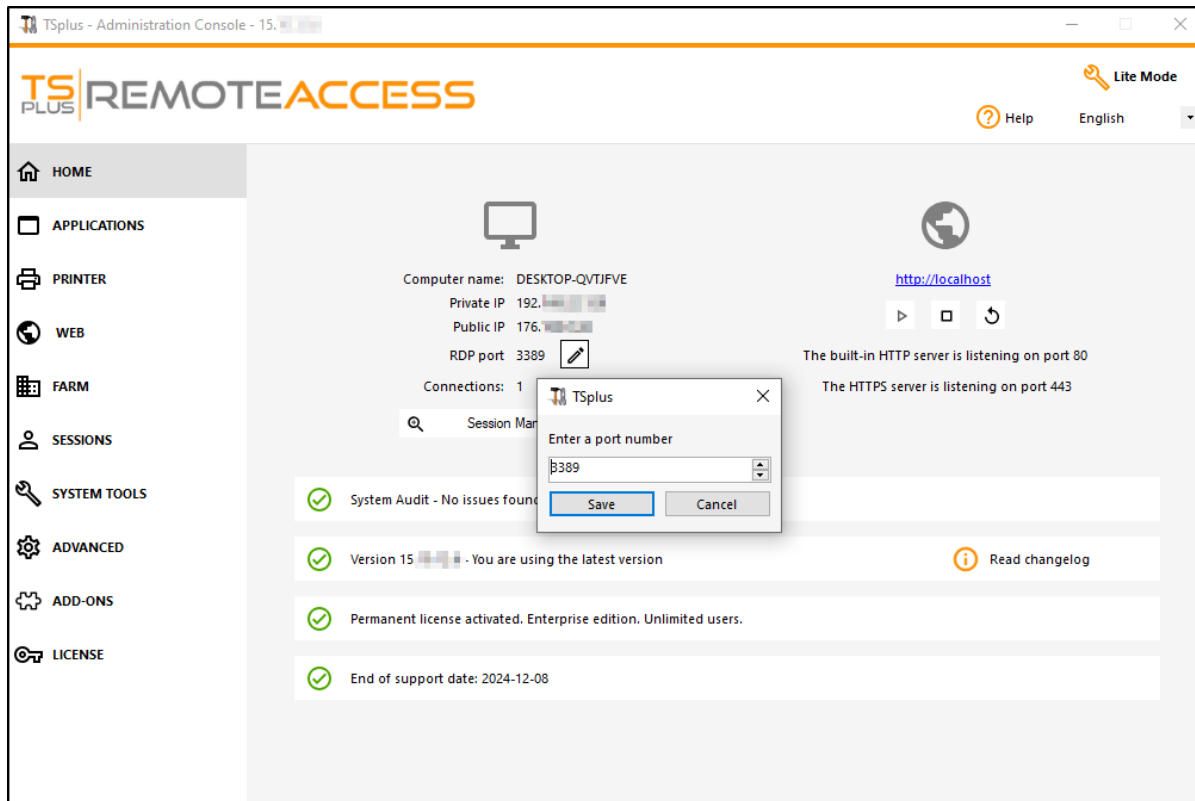 TSplus - Administration Console - 15.
TS PLUS REMOTEACCESS
Lite Mode
Help
English
HOME
APPLICATIONS
PRINTER
WEB
FARM
SESSIONS
SYSTEM TOOLS
ADVANCED
ADD-ONS
LICENSE
Computer name: DESKTOP-QVTJFVE
Private IP 192.
Public IP 176.
RDP port 3389
Connections: 1
Session Man
http://localhost
The built-in HTTP server is listening on port 80
The HTTPS server is listening on port 443
TSplus
Enter a port number
3389
Save
Cancel
System Audit - No issues found
Version 15. - You are using the latest version
Read changelog
Permanent license activated. Enterprise edition. Unlimited users.
End of support date: 2024-12-08